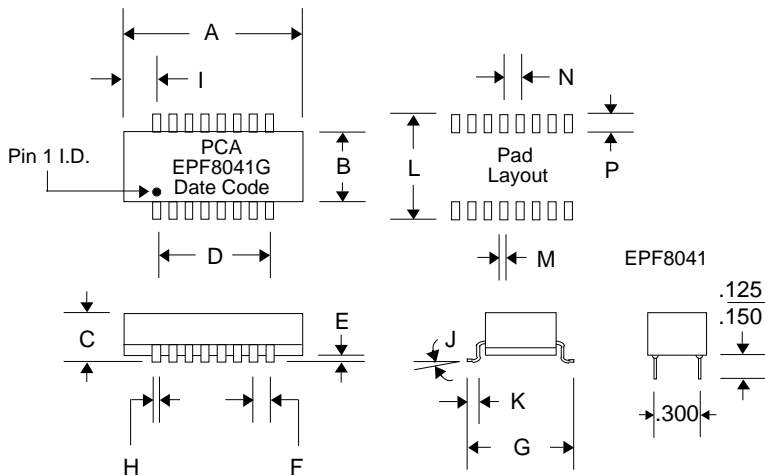 A
I
N
PCA
EPF8041G
Date Code
Pin 1 I.D.
B
L
Pad
Layout
P
D
M
EPF8041
.125
.150
C
E
J
K
.300
H
F
G